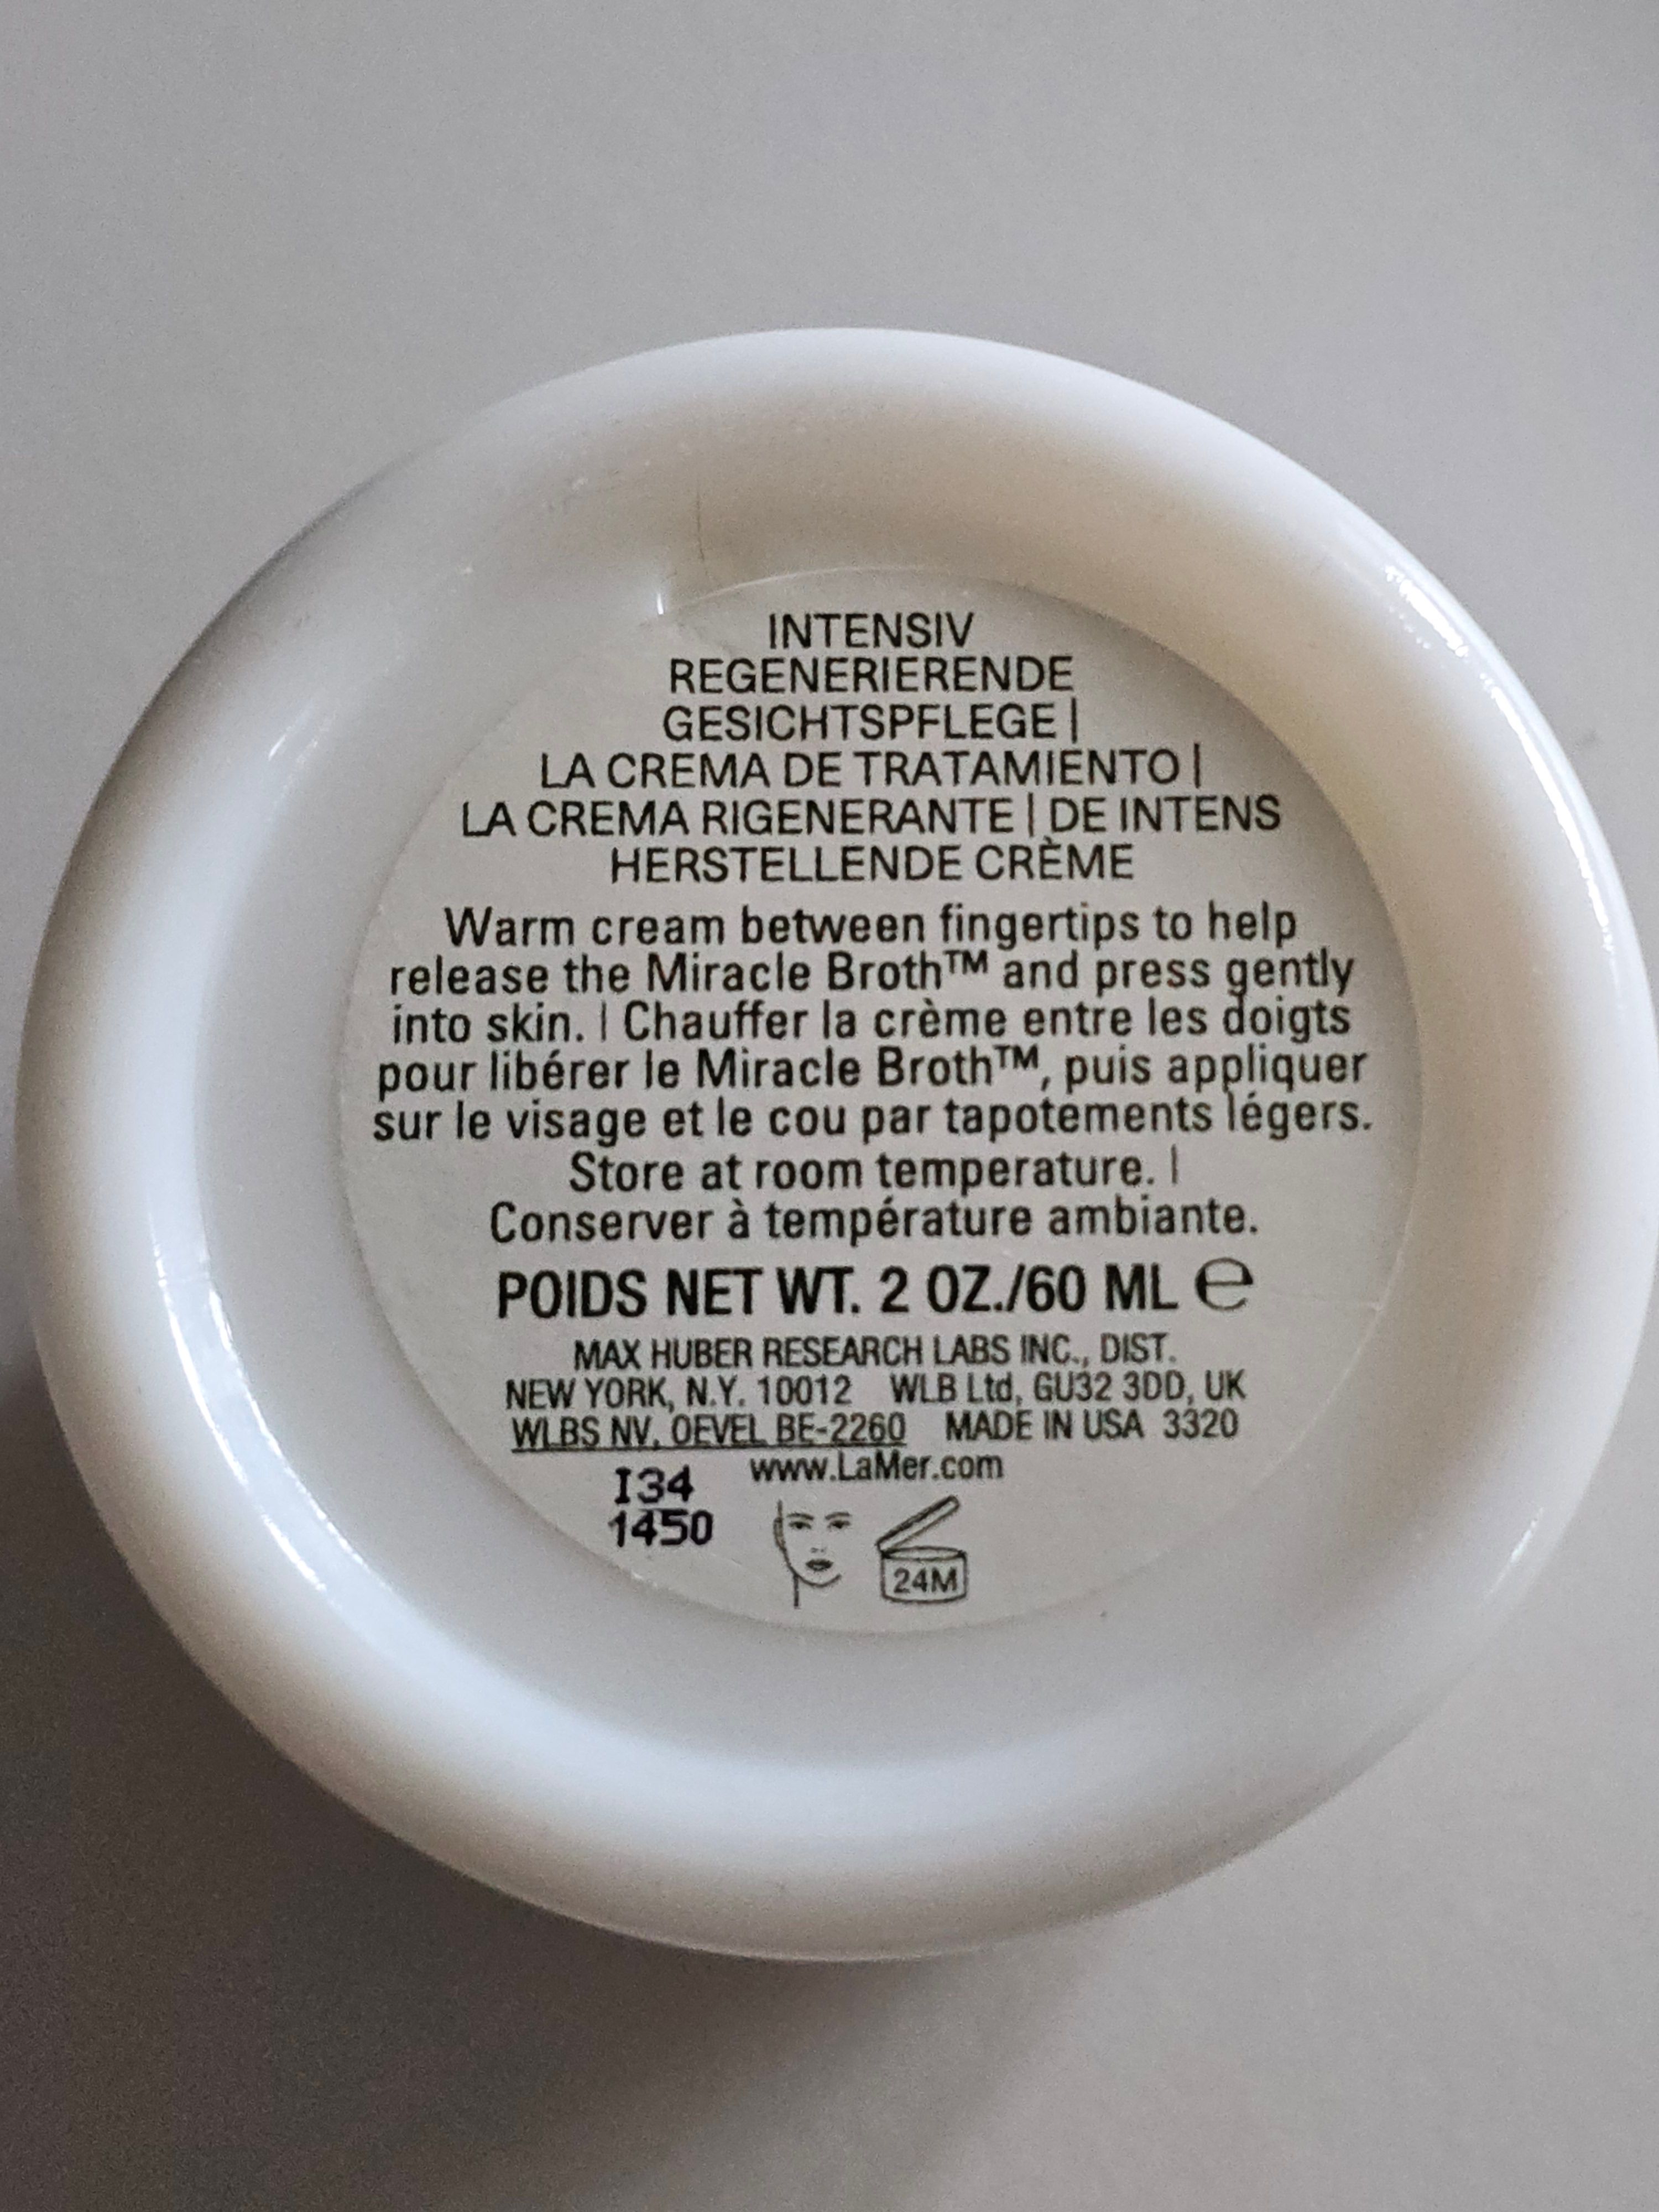 INTENSIV
REGENERIERENDE
GESICHTSPFLEGE |
LA CREMA DE TRATAMIENTO |
LA CREMA RIGENERANTE | DE INTENS
HERSTELLENDE CRÈME
Warm cream between fingertips to help
release the Miracle Broth™ and press gently
into skin. | Chauffer la crème entre les doigts
pour libérer le Miracle Broth™, puis appliquer
sur le visage et le cou par tapotements légers.
Store at room temperature. |
Conserver à température ambiante.
POIDS NET WT. 2 OZ./60 ML ℮
MAX HUBER RESEARCH LABS INC., DIST.
NEW YORK, N.Y. 10012 WLB Ltd, GU32 3DD, UK
WLBS NV, OEVEL BE-2260 MADE IN USA 3320
www.LaMer.com
I34
1450
24M